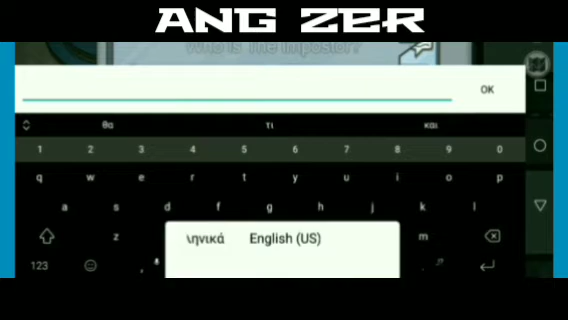 ANG ZER
Who Is The Impostor?
OK
θα τι και
1 2 3 4 5 6 7 8 9 0
q w e r t y u i o p
a s d f g h j k l
z ληνικά English (US) m
123 , .